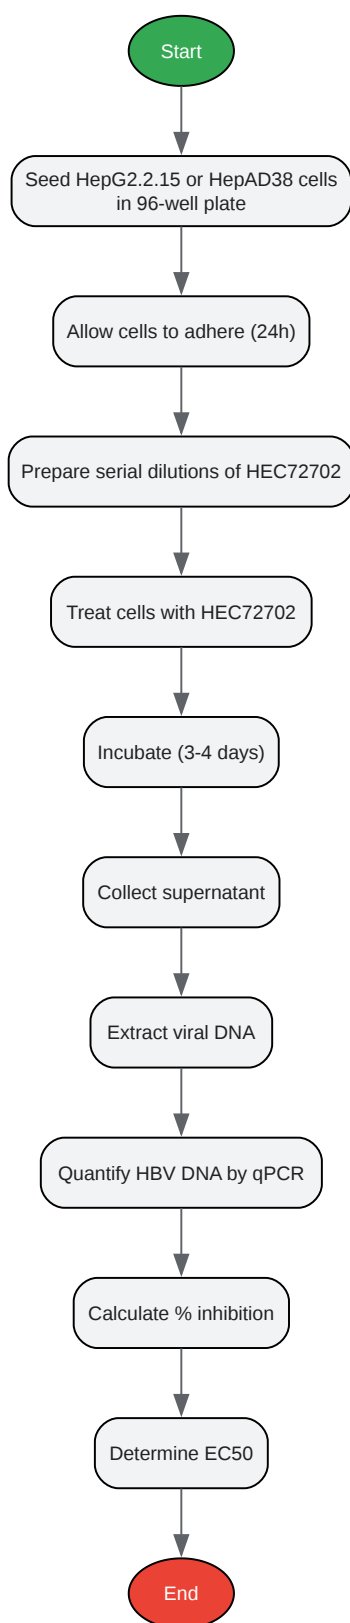 Start
Seed HepG2.2.15 or HepAD38 cells
in 96-well plate
Allow cells to adhere (24h)
Prepare serial dilutions of HEC72702
Treat cells with HEC72702
Incubate (3-4 days)
Collect supernatant
Extract viral DNA
Quantify HBV DNA by qPCR
Calculate % inhibition
Determine EC50
End